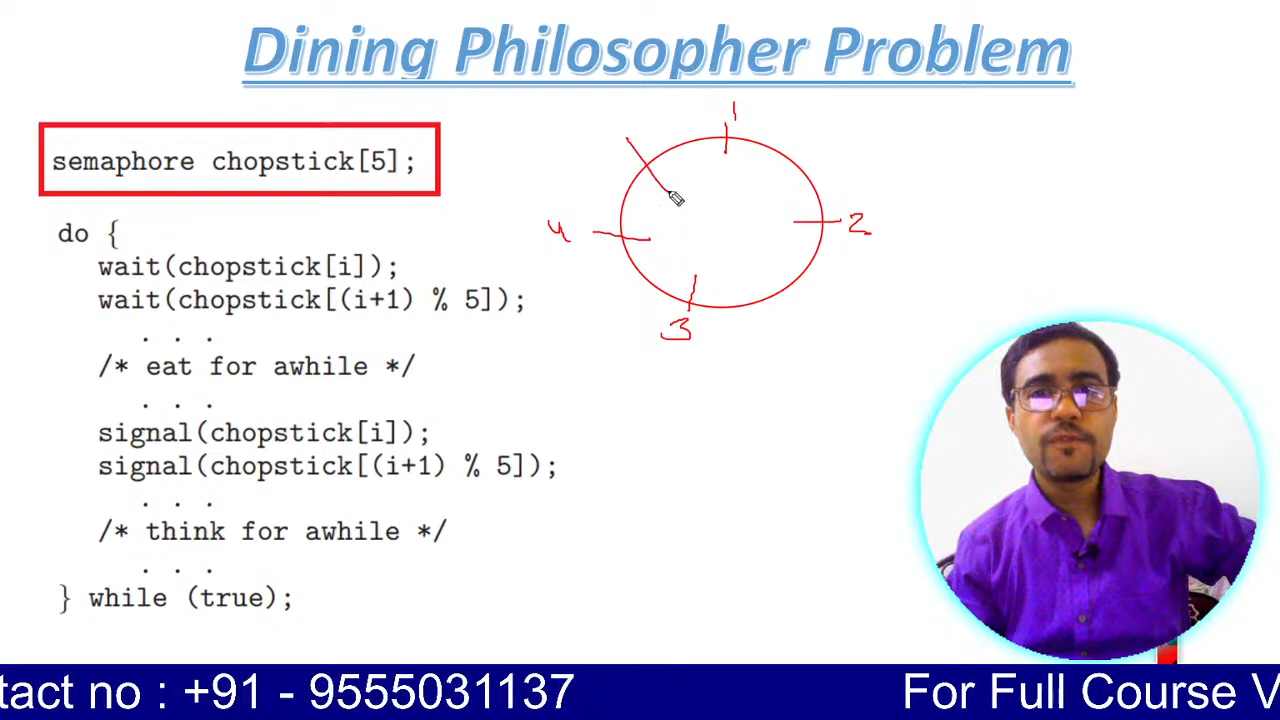 Dining Philosopher Problem
semaphore chopstick[5];
do {
wait(chopstick[i]);
wait(chopstick[(i+1) % 5]);
. . .
/* eat for awhile */
. . .
signal(chopstick[i]);
signal(chopstick[(i+1) % 5]);
. . .
/* think for awhile */
. . .
} while (true);
1
2
3
4
tact no : +91 - 9555031137
For Full Course V